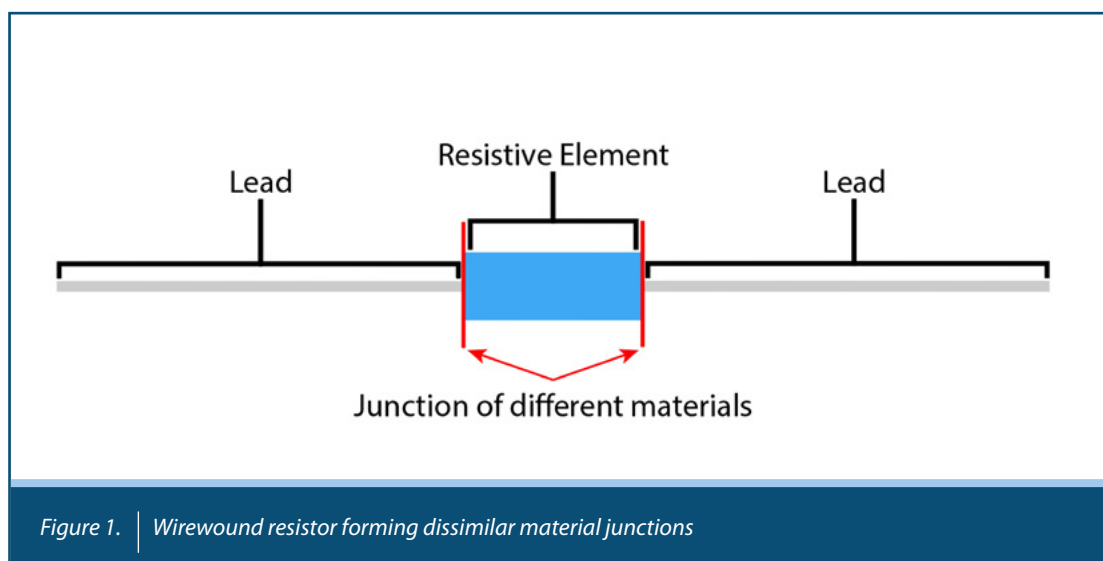 Resistive Element
Lead
Lead
Junction of different materials
Figure 1. Wirewound resistor forming dissimilar material junctions